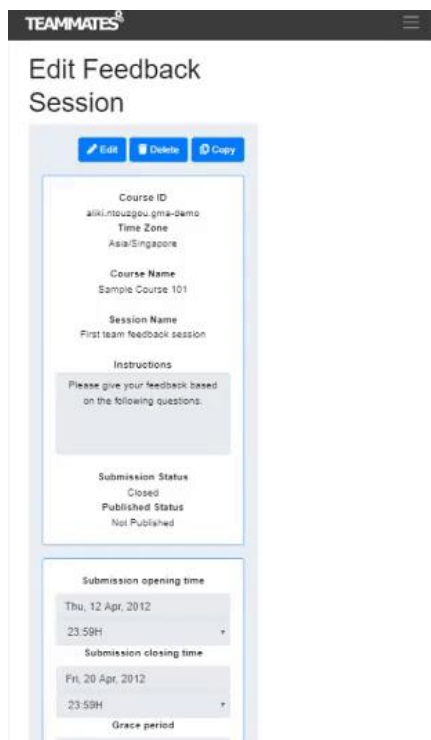 TEAMMATES
Edit Feedback
Session
Edit
Delete
Copy
Course ID
aliki.ntouzgou.gma-demo
Time Zone
Asia/Singapore
Course Name
Sample Course 101
Session Name
First team feedback session
Instructions
Please give your feedback based
on the following questions.
Submission Status
Closed
Published Status
Not Published
Submission opening time
Thu, 12 Apr, 2012
23:59H
Submission closing time
Fri, 20 Apr, 2012
23:59H
Grace period